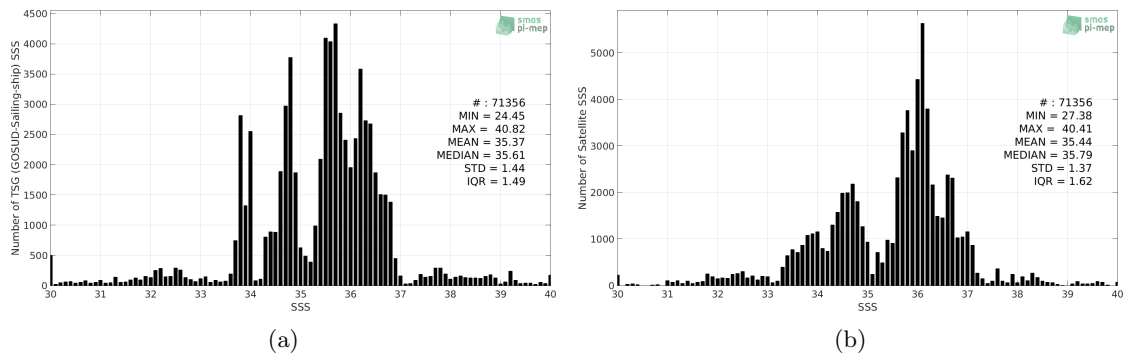 4500
4000
3500
3000
2500
2000
1500
1000
500
0
Number of TSG (GOSUD-Sailing-ship) SSS
smos
pi-mep
# : 71356
MIN = 24.45
MAX = 40.82
MEAN = 35.37
MEDIAN = 35.61
STD = 1.44
IQR = 1.49
30 31 32 33 34 35 36 37 38 39 40
SSS
(a)
5000
4000
3000
2000
1000
0
Number of Satellite SSS
smos
pi-mep
# : 71356
MIN = 27.38
MAX = 40.41
MEAN = 35.44
MEDIAN = 35.79
STD = 1.37
IQR = 1.62
30 31 32 33 34 35 36 37 38 39 40
SSS
(b)